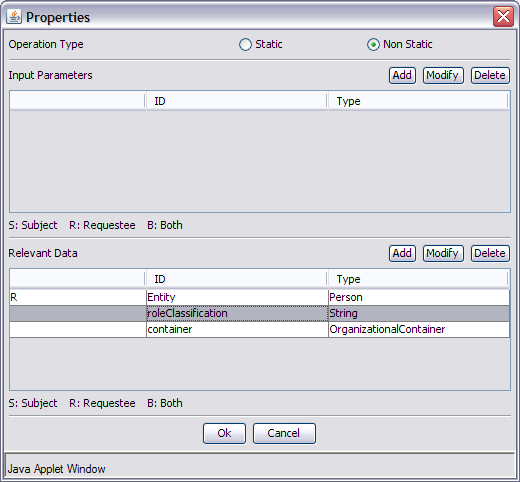 Properties
Operation Type Static Non Static
Input Parameters Add Modify Delete
ID Type
S: Subject R: Requestee B: Both
Relevant Data Add Modify Delete
ID Type
R Entity Person
roleClassification String
container OrganizationalContainer
S: Subject R: Requestee B: Both
Ok Cancel
Java Applet Window